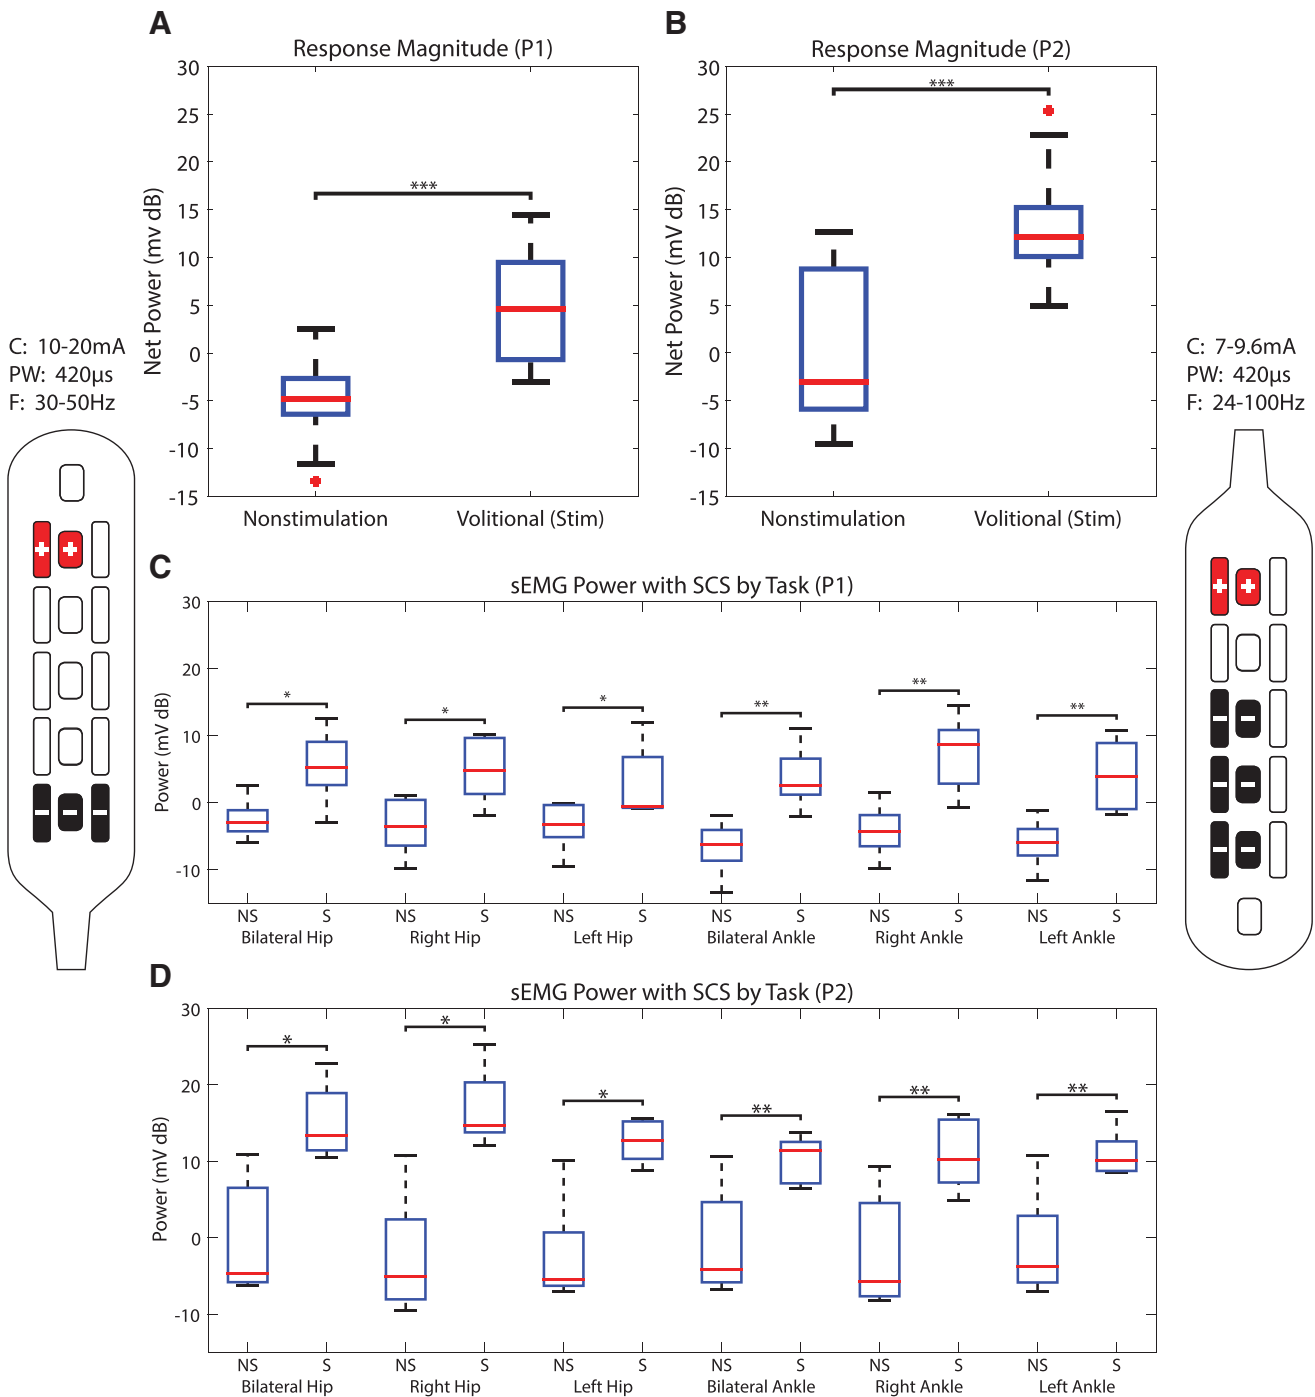 A
Response Magnitude (P1)
30
25
20
15
10
5
0
-5
-10
-15
Net Power (mv dB)
***
Nonstimulation
Volitional (Stim)
B
Response Magnitude (P2)
30
25
20
15
10
5
0
-5
-10
-15
Net Power (mV dB)
***
Nonstimulation
Volitional (Stim)
C: 10-20mA
PW: 420µs
F: 30-50Hz
+ +
- - -
C: 7-9.6mA
PW: 420µs
F: 24-100Hz
+ +
- -
- -
- -
C
sEMG Power with SCS by Task (P1)
30
20
10
0
-10
Power (mV dB)
* * * ** ** **
NS S NS S NS S NS S NS S NS S
Bilateral Hip Right Hip Left Hip Bilateral Ankle Right Ankle Left Ankle
D
sEMG Power with SCS by Task (P2)
30
20
10
0
-10
Power (mV dB)
* * * ** ** **
NS S NS S NS S NS S NS S NS S
Bilateral Hip Right Hip Left Hip Bilateral Ankle Right Ankle Left Ankle